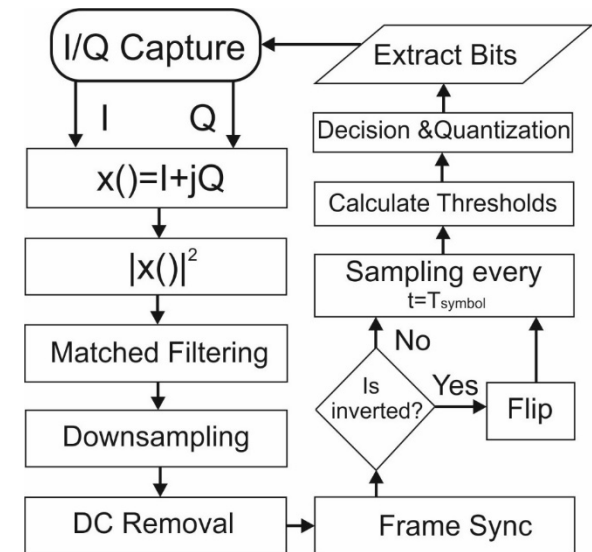 I/Q Capture
I
Q
x()=I+jQ
|x()|²
Matched Filtering
Downsampling
DC Removal
Frame Sync
Is
inverted?
Yes
Flip
No
Sampling every
t=Tsymbol
Calculate Thresholds
Decision &Quantization
Extract Bits